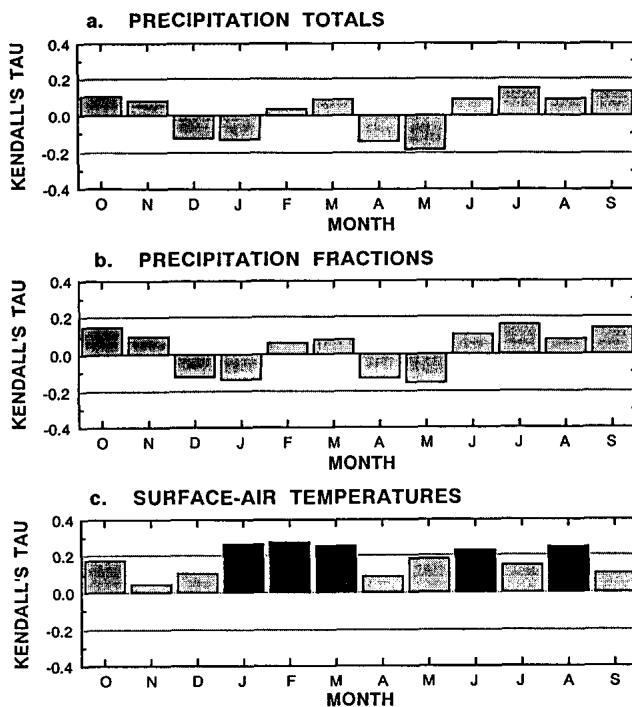 a. PRECIPITATION TOTALS
KENDALL'S TAU
0.4
0.2
0.0
-0.2
-0.4
O N D J F M A M J J A S
MONTH
b. PRECIPITATION FRACTIONS
KENDALL'S TAU
0.4
0.2
0.0
-0.2
-0.4
O N D J F M A M J J A S
MONTH
c. SURFACE-AIR TEMPERATURES
KENDALL'S TAU
0.4
0.2
0.0
-0.2
-0.4
O N D J F M A M J J A S
MONTH